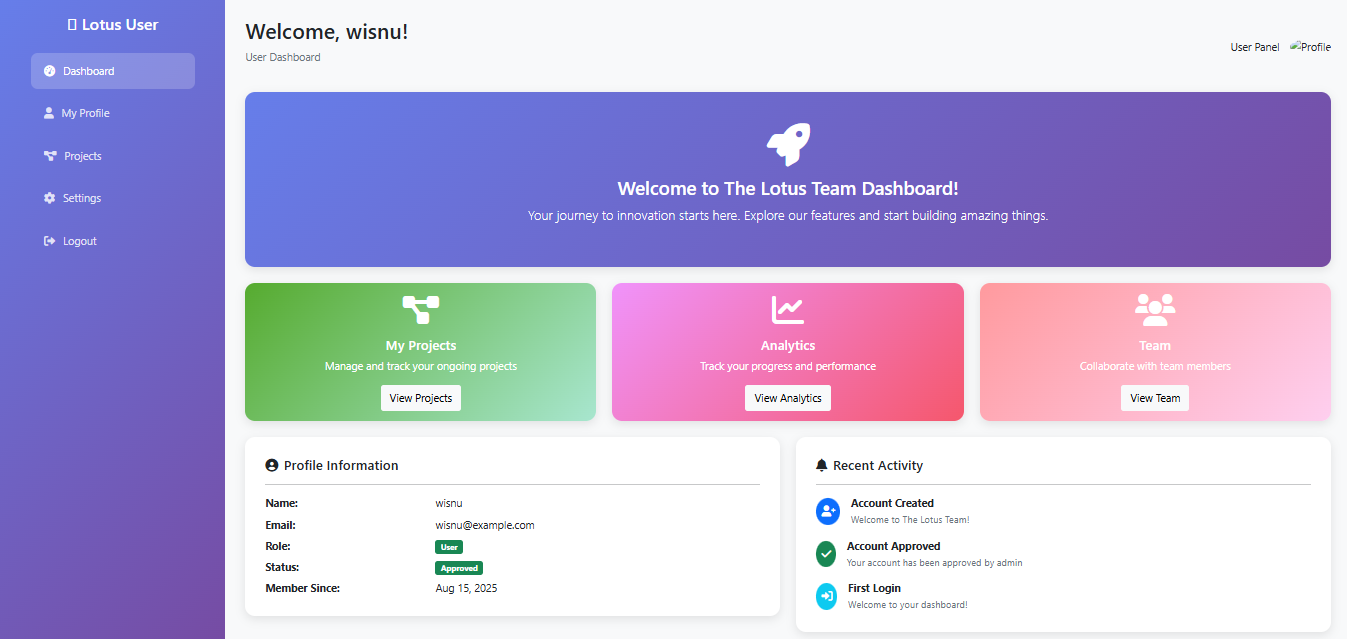 Lotus User
Dashboard
My Profile
Projects
Settings
Logout
Welcome, wisnu!
User Dashboard
User Panel
Profile
Welcome to The Lotus Team Dashboard!
Your journey to innovation starts here. Explore our features and start building amazing things.
My Projects
Manage and track your ongoing projects
View Projects
Analytics
Track your progress and performance
View Analytics
Team
Collaborate with team members
View Team
Profile Information
Name: wisnu
Email: wisnu@example.com
Role: User
Status: Approved
Member Since: Aug 15, 2025
Recent Activity
Account Created
Welcome to The Lotus Team!
Account Approved
Your account has been approved by admin
First Login
Welcome to your dashboard!